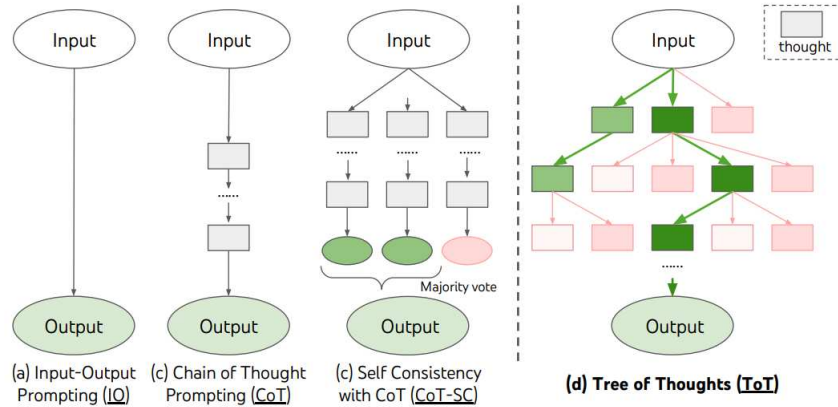 Input
Input
Input
Input
thought
......
......
......
......
......
Majority vote
Output
Output
Output
Output
(a) Input-Output
Prompting (IO)
(c) Chain of Thought
Prompting (CoT)
(c) Self Consistency
with CoT (CoT-SC)
(d) Tree of Thoughts (ToT)